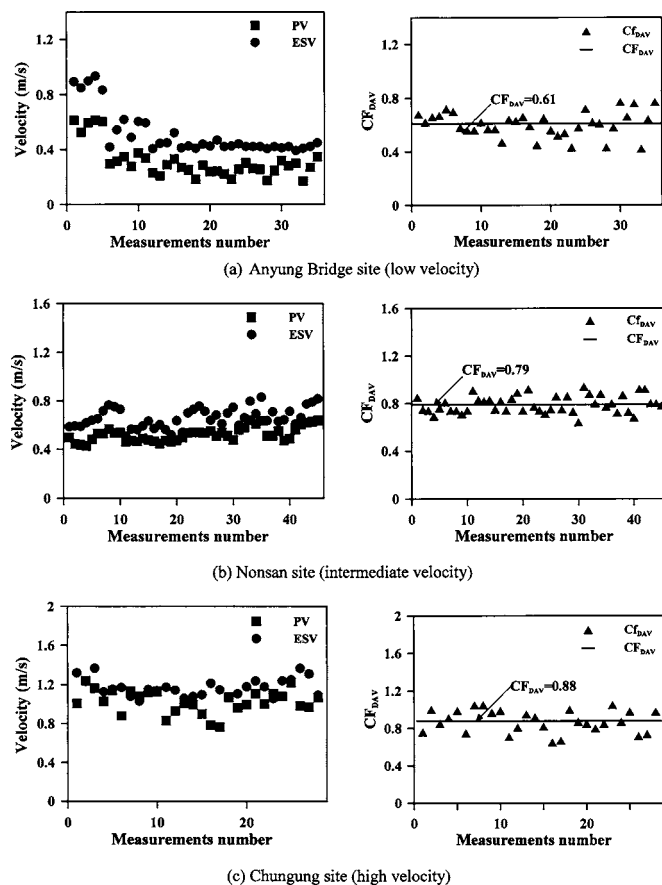 1.2
0.8
0.4
0
Velocity (m/s)
PV
ESV
0 10 20 30
Measurements number
1.2
0.8
0.4
0
CF_DAV
Cf_DAV
CF_DAV
CF_DAV=0.61
0 10 20 30
Measurements number
(a) Anyung Bridge site (low velocity)
1.6
1.2
0.8
0.4
0
Velocity (m/s)
PV
ESV
0 10 20 30 40
Measurements number
1.6
1.2
0.8
0.4
0
CF_DAV
Cf_DAV
CF_DAV
CF_DAV=0.79
0 10 20 30 40
Measurements number
(b) Nonsan site (intermediate velocity)
2
1.6
1.2
0.8
0.4
0
Velocity (m/s)
PV
ESV
0 10 20
Measurements number
2
1.6
1.2
0.8
0.4
0
CF_DAV
Cf_DAV
CF_DAV
CF_DAV=0.88
0 10 20
Measurements number
(c) Chungung site (high velocity)